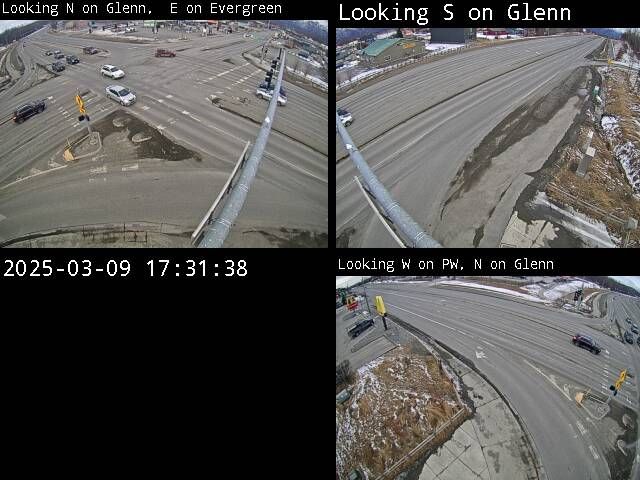 Looking N on Glenn,  E on Evergreen
Looking S on Glenn
2025-03-09 17:31:38
Looking W on PW, N on Glenn